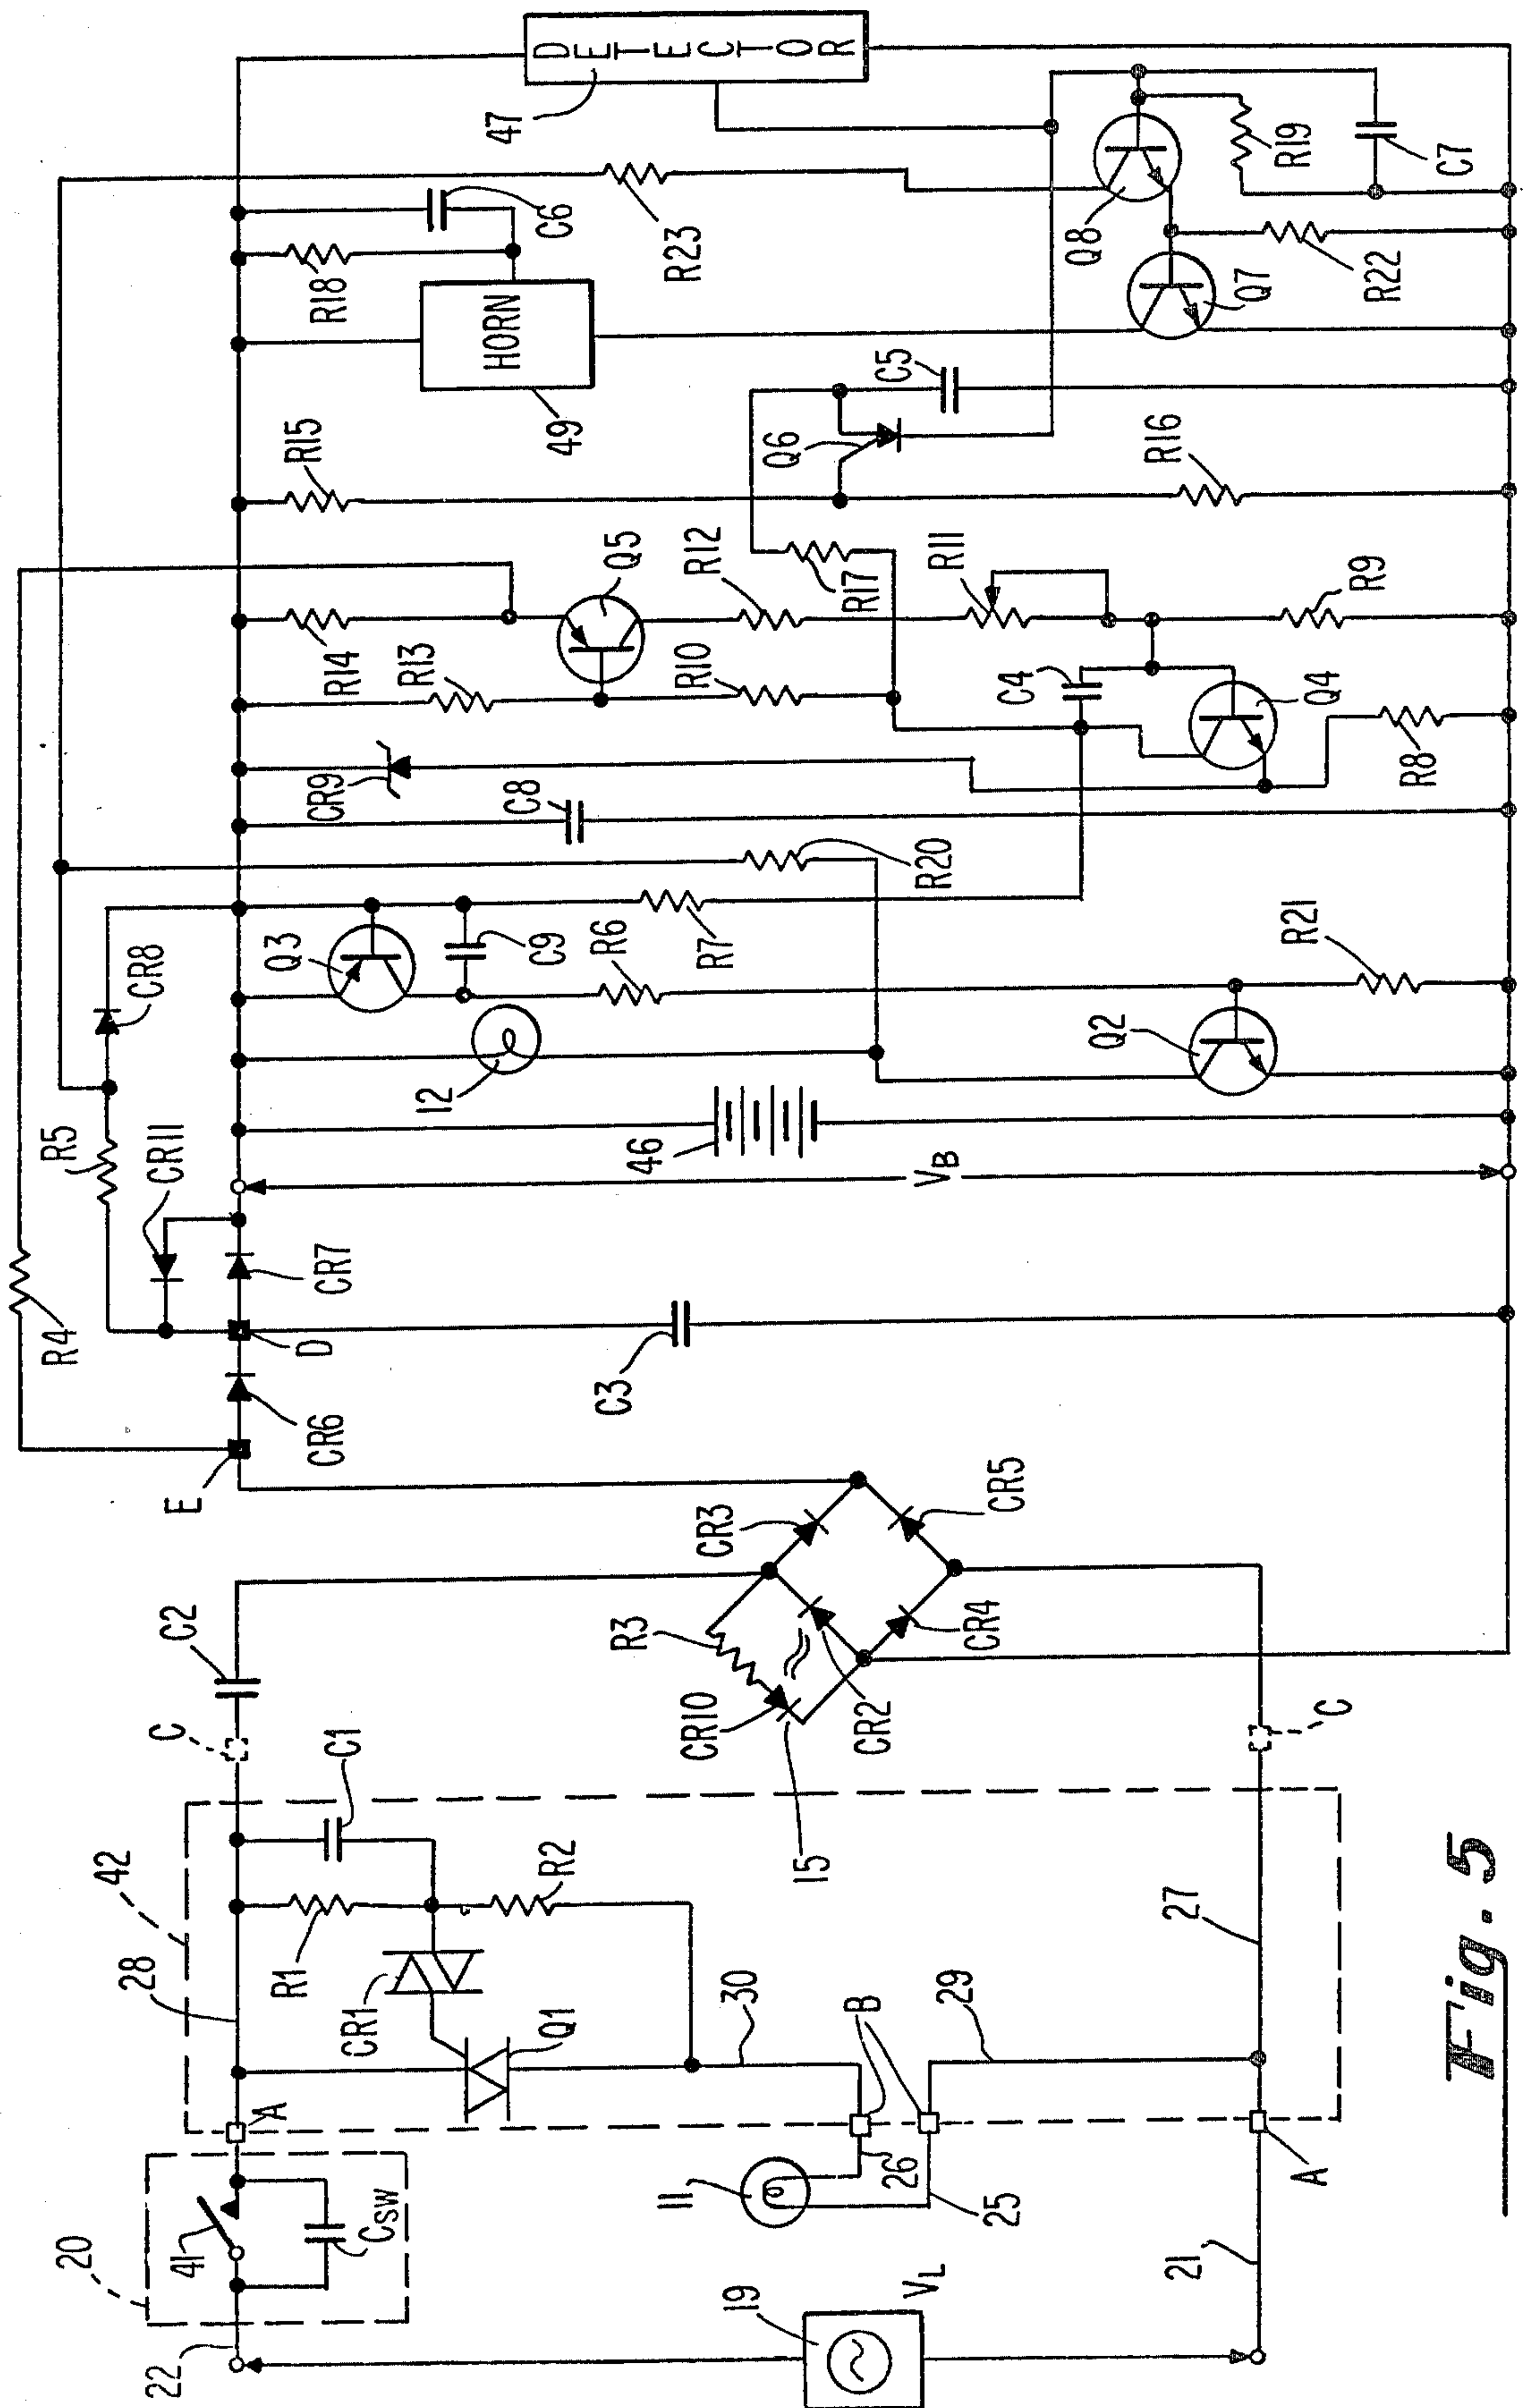 DETECTOR
47
C6
R18
R23
HORN
49
Q8
R19
C7
Q7
R22
C5
Q6
R15
R16
Q5
R12
R17
R11
R9
R14
R13
R10
C4
Q4
R8
CR9
C8
R20
Q3
C9
R7
R6
R21
CR8
12
Q2
R5
CR11
46
VB
CR7
R4
D
C3
CR6
E
CR3
CR5
R3
CR10
CR2
CR4
15
C2
C
C
42
C1
28
R1
R2
CR1
Q1
30
B
29
27
A
26
A
20
41
CSW
11
25
21
22
19
VL
Fig. 5